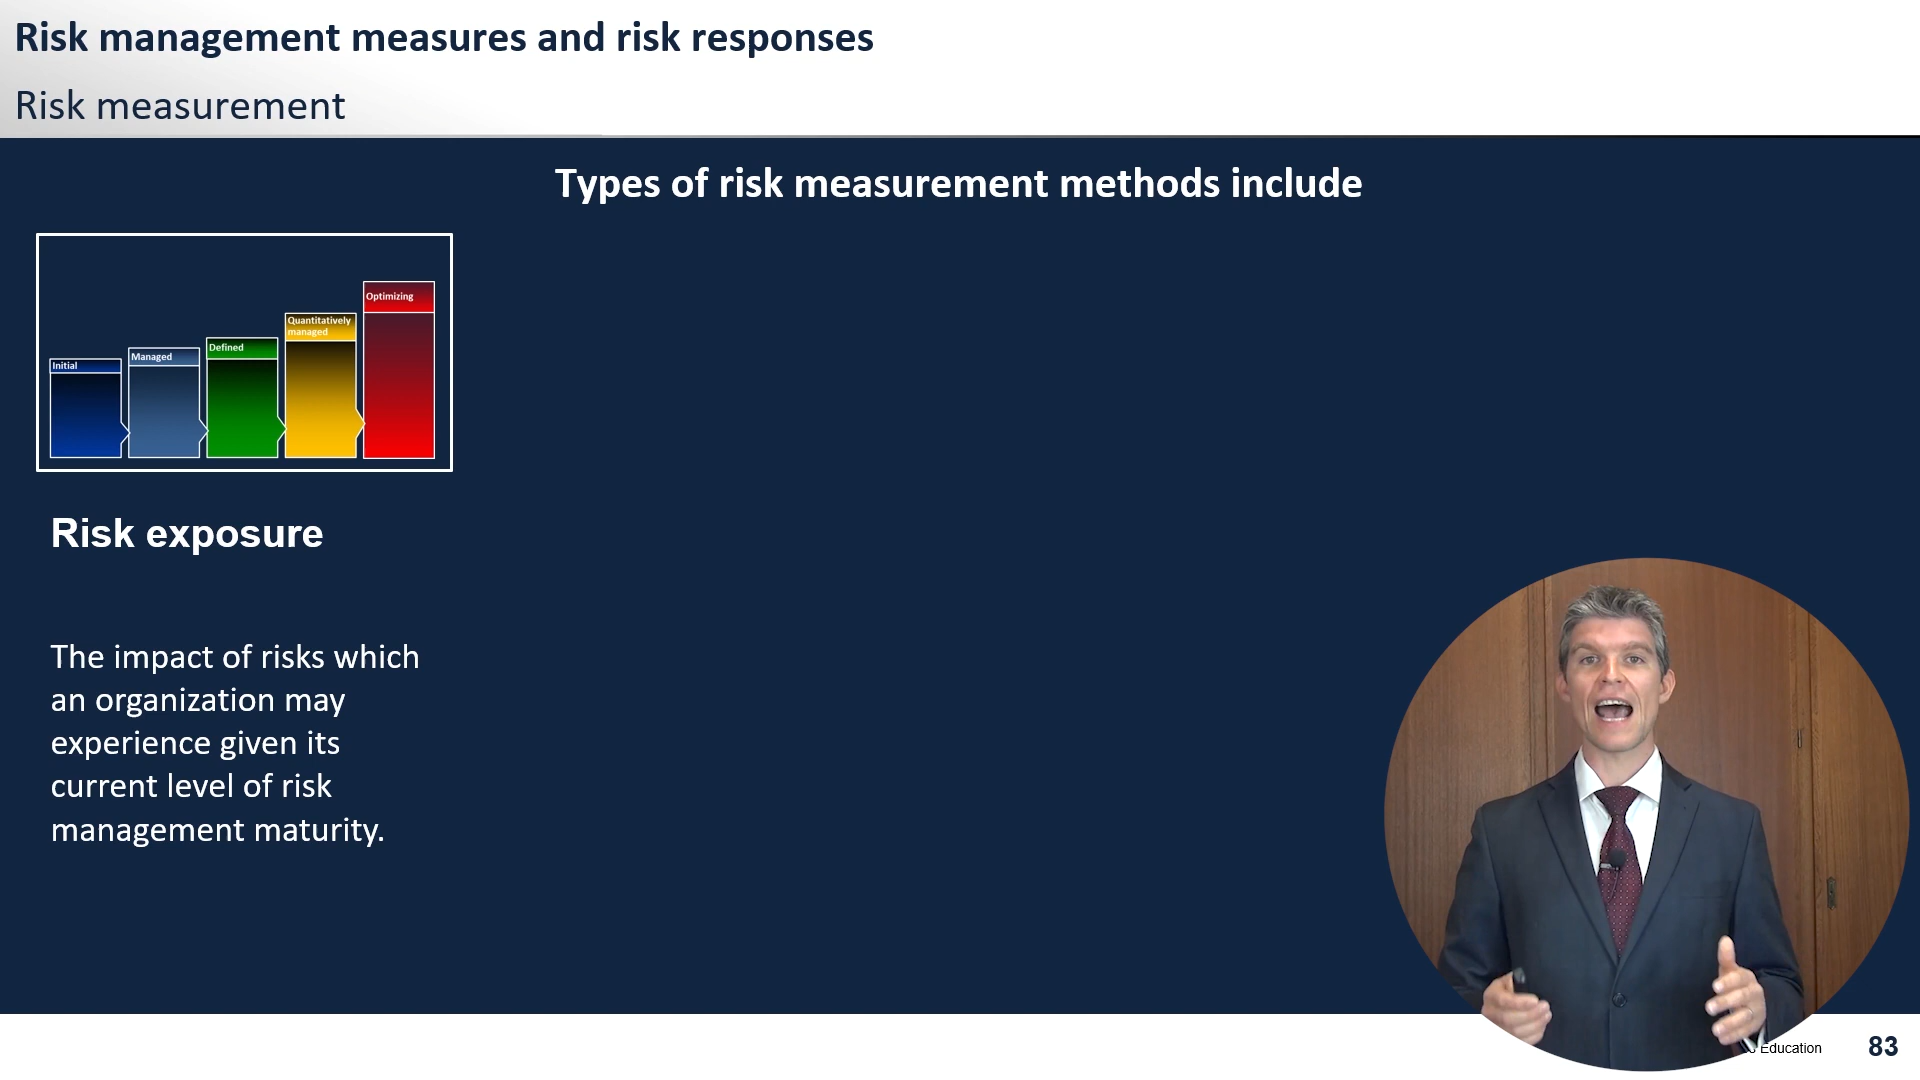 Risk management measures and risk responses
Risk measurement
Types of risk measurement methods include
Initial
Managed
Defined
Quantitatively
managed
Optimizing
Risk exposure
The impact of risks which
an organization may
experience given its
current level of risk
management maturity.
Education
83